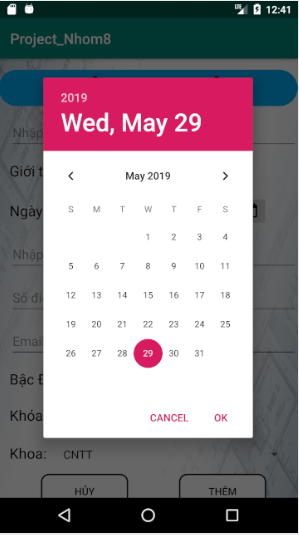 12:41
Project_Nhom8
2019
Wed, May 29
Nhập
Giới t
May 2019
Ngày
S M T W T F S
1 2 3 4
Nhập
5 6 7 8 9 10 11
Số đi
12 13 14 15 16 17 18
19 20 21 22 23 24 25
Email
26 27 28 29 30 31
Bậc Đ
Khóa
CANCEL OK
Khoa: CNTT
HỦY THÊM